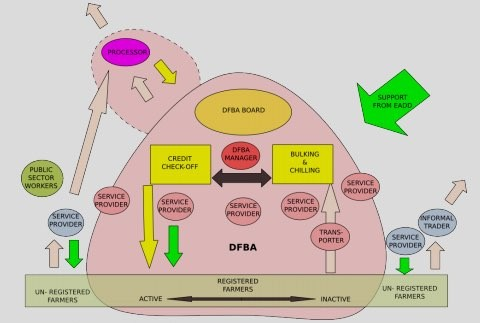 PROCESSOR
SUPPORT
FROM EADD
DFBA BOARD
DFBA
MANAGER
CREDIT
CHECK-OFF
BULKING
&
CHILLING
PUBLIC
SECTOR
WORKERS
SERVICE
PROVIDER
SERVICE
PROVIDER
SERVICE
PROVIDER
SERVICE
PROVIDER
SERVICE
PROVIDER
SERVICE
PROVIDER
SERVICE
PROVIDER
INFORMAL
TRADER
TRANS-
PORTER
DFBA
UN- REGISTERED
FARMERS
REGISTERED
FARMERS
ACTIVE
INACTIVE
UN- REGISTERED
FARMERS